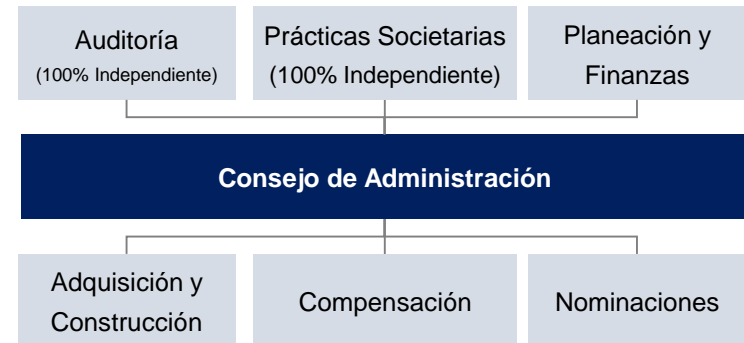 Auditoría
(100% Independiente)
Prácticas Societarias
(100% Independiente)
Planeación y
Finanzas
Consejo de Administración
Adquisición y
Construcción
Compensación
Nominaciones